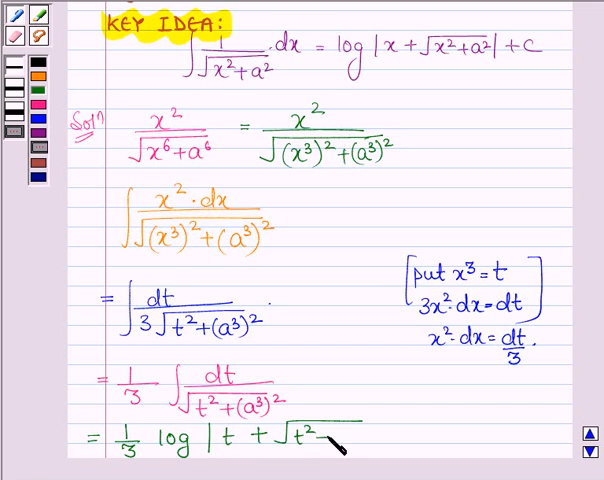 KEY IDEA:
∫ 1/√(x²+a²) · dx = log |x + √(x²+a²)| + c
Solⁿ x²/√(x⁶+a⁶) = x²/√((x³)²+(a³)²)
∫ x²·dx/√((x³)²+(a³)²)
[put x³ = t
3x²·dx = dt]
x²·dx = dt/3.
= ∫ dt/3√(t²+(a³)²) .
= 1/3 ∫ dt/√(t²+(a³)²)
= 1/3 log |t + √(t² –